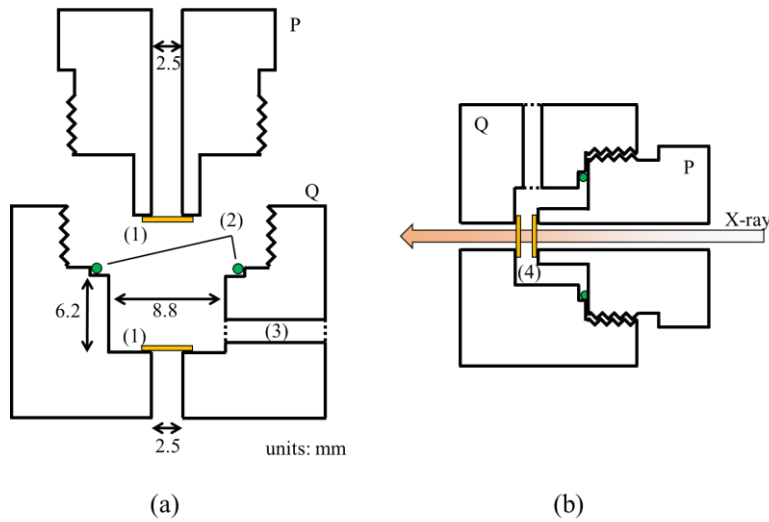 P
2.5
Q
(1)
(2)
6.2
8.8
(1)
(3)
2.5
units: mm
(a)
Q
P
X-ray
(4)
(b)